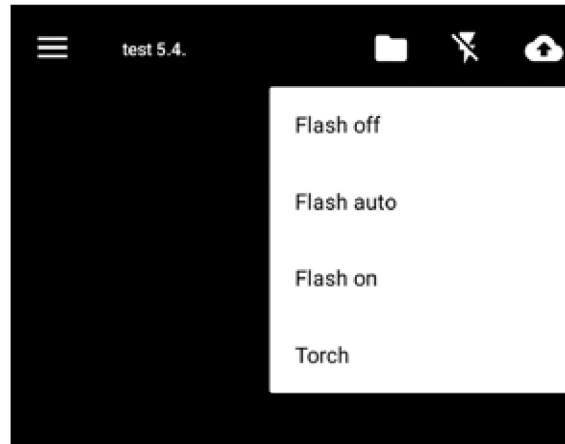 test 5.4.
Flash off
Flash auto
Flash on
Torch